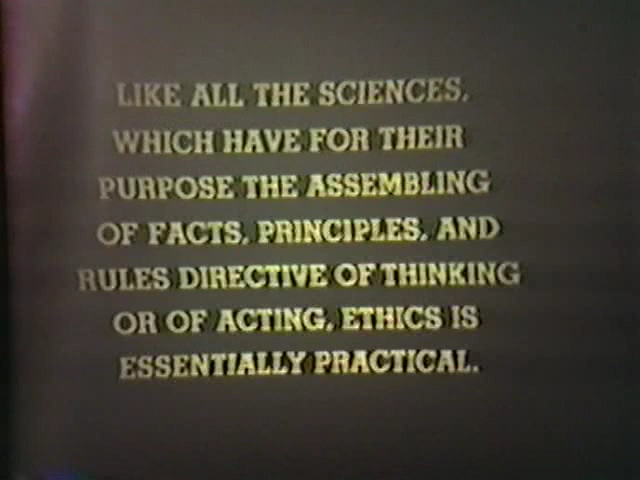 LIKE ALL THE SCIENCES,
WHICH HAVE FOR THEIR
PURPOSE THE ASSEMBLING
OF FACTS, PRINCIPLES, AND
RULES DIRECTIVE OF THINKING
OR OF ACTING, ETHICS IS
ESSENTIALLY PRACTICAL.